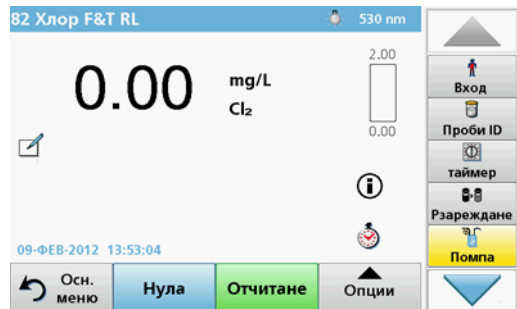 82 Хлор F&T RL
530 nm
0.00
mg/L
Cl₂
2.00
0.00
09-ФЕВ-2012 13:53:04
Осн.
меню
Нула
Отчитане
Опции
Вход
Проби ID
таймер
Рзареждане
Помпа